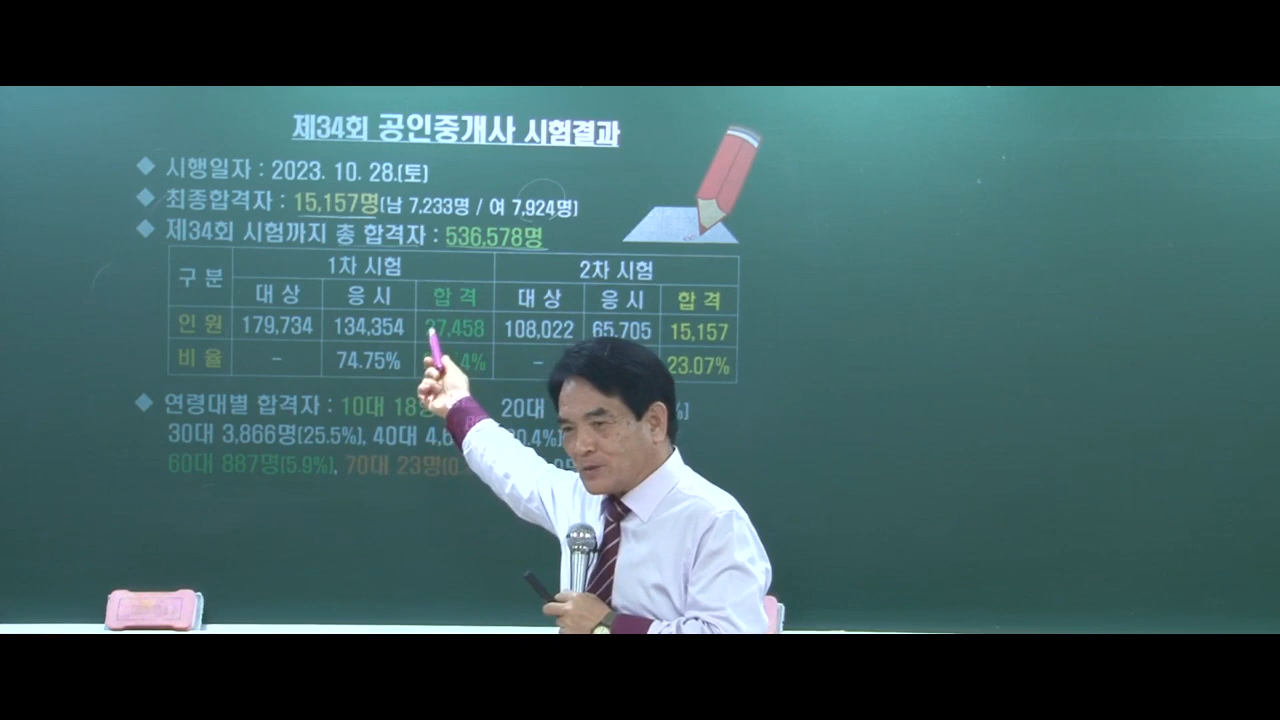 제34회 공인중개사 시험결과
◆ 시행일자 : 2023. 10. 28.(토)
◆ 최종합격자 : 15,157명(남 7,233명 / 여 7,924명)
◆ 제34회 시험까지 총 합격자 : 536,578명
구 분 1차 시험 2차 시험
대 상 응 시 합 격 대 상 응 시 합 격
인 원 179,734 134,354 27,458 108,022 65,705 15,157
비 율 - 74.75% 4% - 23.07%
◆ 연령대별 합격자 : 10대 18 20대 %]
30대 3,866명(25.5%), 40대 4,6 0.4%)
60대 887명(5.9%), 70대 23명(0.